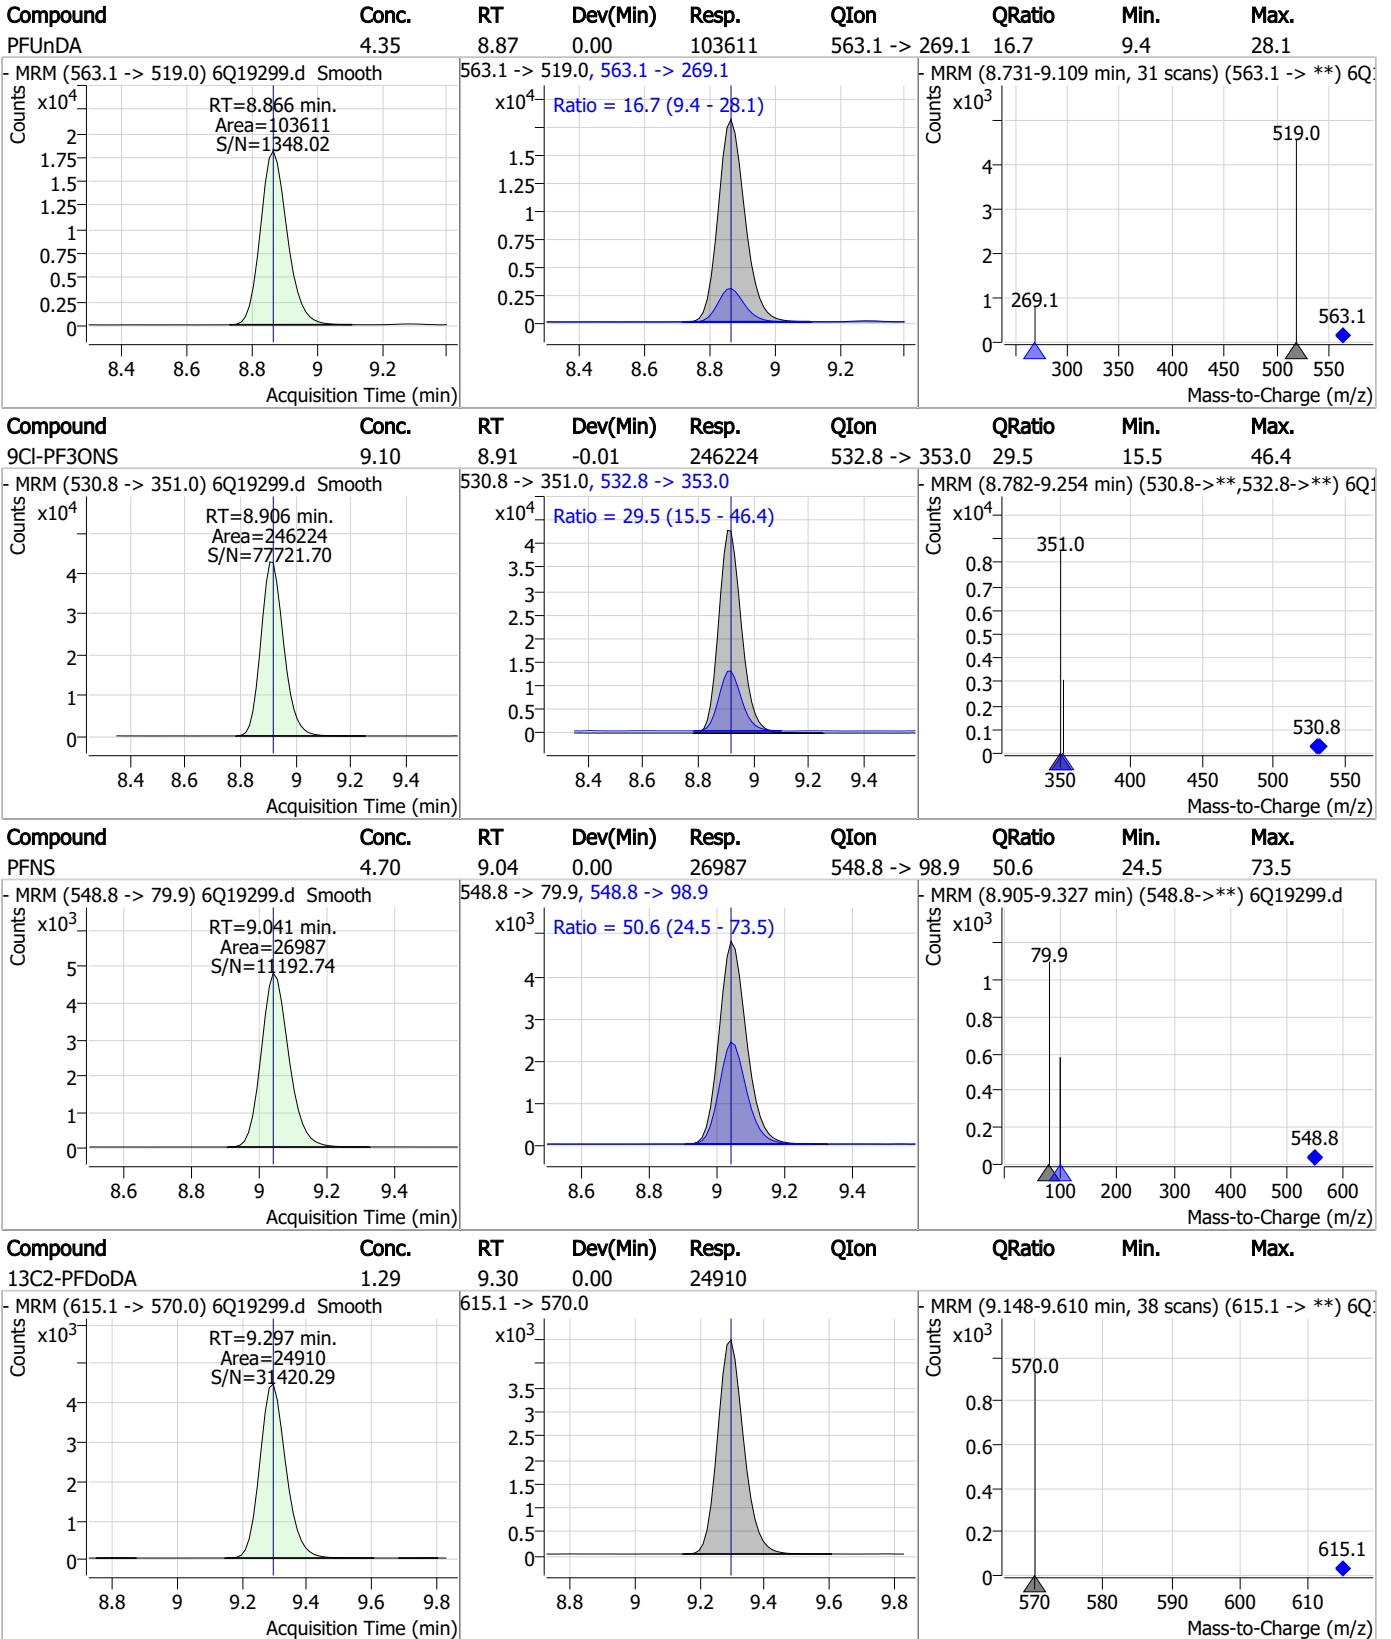 Compound Conc. RT Dev(Min) Resp. QIon QRatio Min. Max.
PFUnDA 4.35 8.87 0.00 103611 563.1 -> 269.1 16.7 9.4 28.1
- MRM (563.1 -> 519.0) 6Q19299.d Smooth
Counts
x10^4
RT=8.866 min.
Area=103611
S/N=1348.02
2
1.75
1.5
1.25
1
0.75
0.5
0.25
0
8.4 8.6 8.8 9 9.2
Acquisition Time (min)
563.1 -> 519.0, 563.1 -> 269.1
x10^4
Ratio = 16.7 (9.4 - 28.1)
1.5
1.25
1
0.75
0.5
0.25
0
8.4 8.6 8.8 9 9.2
- MRM (8.731-9.109 min, 31 scans) (563.1 -> **) 6Q1
Counts
x10^3
519.0
4
3
2
269.1
1
563.1
0
300 350 400 450 500 550
Mass-to-Charge (m/z)
Compound Conc. RT Dev(Min) Resp. QIon QRatio Min. Max.
9Cl-PF3ONS 9.10 8.91 -0.01 246224 532.8 -> 353.0 29.5 15.5 46.4
- MRM (530.8 -> 351.0) 6Q19299.d Smooth
Counts
x10^4
RT=8.906 min.
Area=246224
S/N=77721.70
4
3
2
1
0
8.4 8.6 8.8 9 9.2 9.4
Acquisition Time (min)
530.8 -> 351.0, 532.8 -> 353.0
x10^4
Ratio = 29.5 (15.5 - 46.4)
4
3.5
3
2.5
2
1.5
1
0.5
0
8.4 8.6 8.8 9 9.2 9.4
- MRM (8.782-9.254 min) (530.8->**,532.8->**) 6Q1
Counts
x10^4
351.0
0.8
0.7
0.6
0.5
0.4
0.3
0.2
0.1
530.8
0
350 400 450 500 550
Mass-to-Charge (m/z)
Compound Conc. RT Dev(Min) Resp. QIon QRatio Min. Max.
PFNS 4.70 9.04 0.00 26987 548.8 -> 98.9 50.6 24.5 73.5
- MRM (548.8 -> 79.9) 6Q19299.d Smooth
Counts
x10^3
RT=9.041 min.
Area=26987
S/N=11192.74
5
4
3
2
1
0
8.6 8.8 9 9.2 9.4
Acquisition Time (min)
548.8 -> 79.9, 548.8 -> 98.9
x10^3
Ratio = 50.6 (24.5 - 73.5)
4
3
2
1
0
8.6 8.8 9 9.2 9.4
- MRM (8.905-9.327 min) (548.8->**) 6Q19299.d
Counts
x10^3
79.9
1
0.8
0.6
0.4
0.2
548.8
0
100 200 300 400 500 600
Mass-to-Charge (m/z)
Compound Conc. RT Dev(Min) Resp. QIon QRatio Min. Max.
13C2-PFDoDA 1.29 9.30 0.00 24910
- MRM (615.1 -> 570.0) 6Q19299.d Smooth
Counts
x10^3
RT=9.297 min.
Area=24910
S/N=31420.29
4
3
2
1
0
8.8 9 9.2 9.4 9.6 9.8
Acquisition Time (min)
615.1 -> 570.0
x10^3
3.5
3
2.5
2
1.5
1
0.5
0
8.8 9 9.2 9.4 9.6 9.8
- MRM (9.148-9.610 min, 38 scans) (615.1 -> **) 6Q1
Counts
x10^3
570.0
0.8
0.6
0.4
0.2
615.1
0
570 580 590 600 610
Mass-to-Charge (m/z)